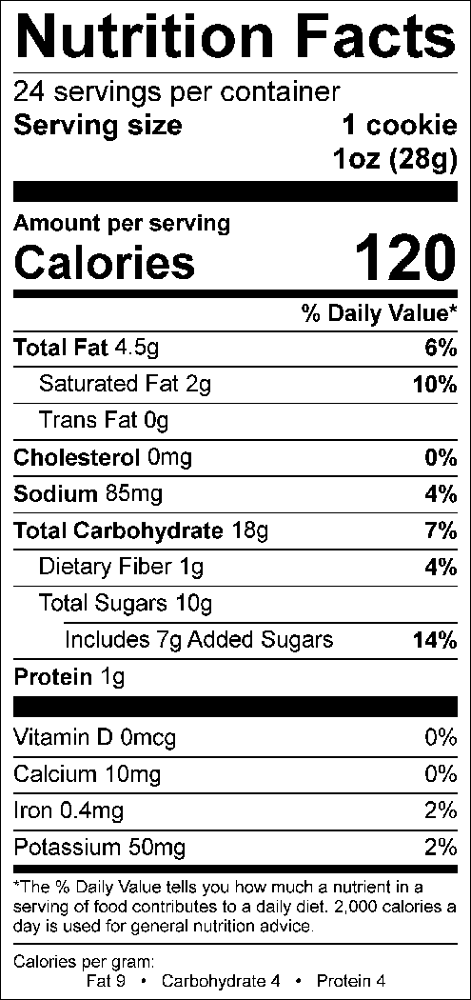 Nutrition Facts
24 servings per container
Serving size 1 cookie
1oz (28g)
Amount per serving
Calories 120
% Daily Value*
Total Fat 4.5g 6%
Saturated Fat 2g 10%
Trans Fat 0g
Cholesterol 0mg 0%
Sodium 85mg 4%
Total Carbohydrate 18g 7%
Dietary Fiber 1g 4%
Total Sugars 10g
Includes 7g Added Sugars 14%
Protein 1g
Vitamin D 0mcg 0%
Calcium 10mg 0%
Iron 0.4mg 2%
Potassium 50mg 2%
*The % Daily Value tells you how much a nutrient in a
serving of food contributes to a daily diet. 2,000 calories a
day is used for general nutrition advice.
Calories per gram:
Fat 9 • Carbohydrate 4 • Protein 4